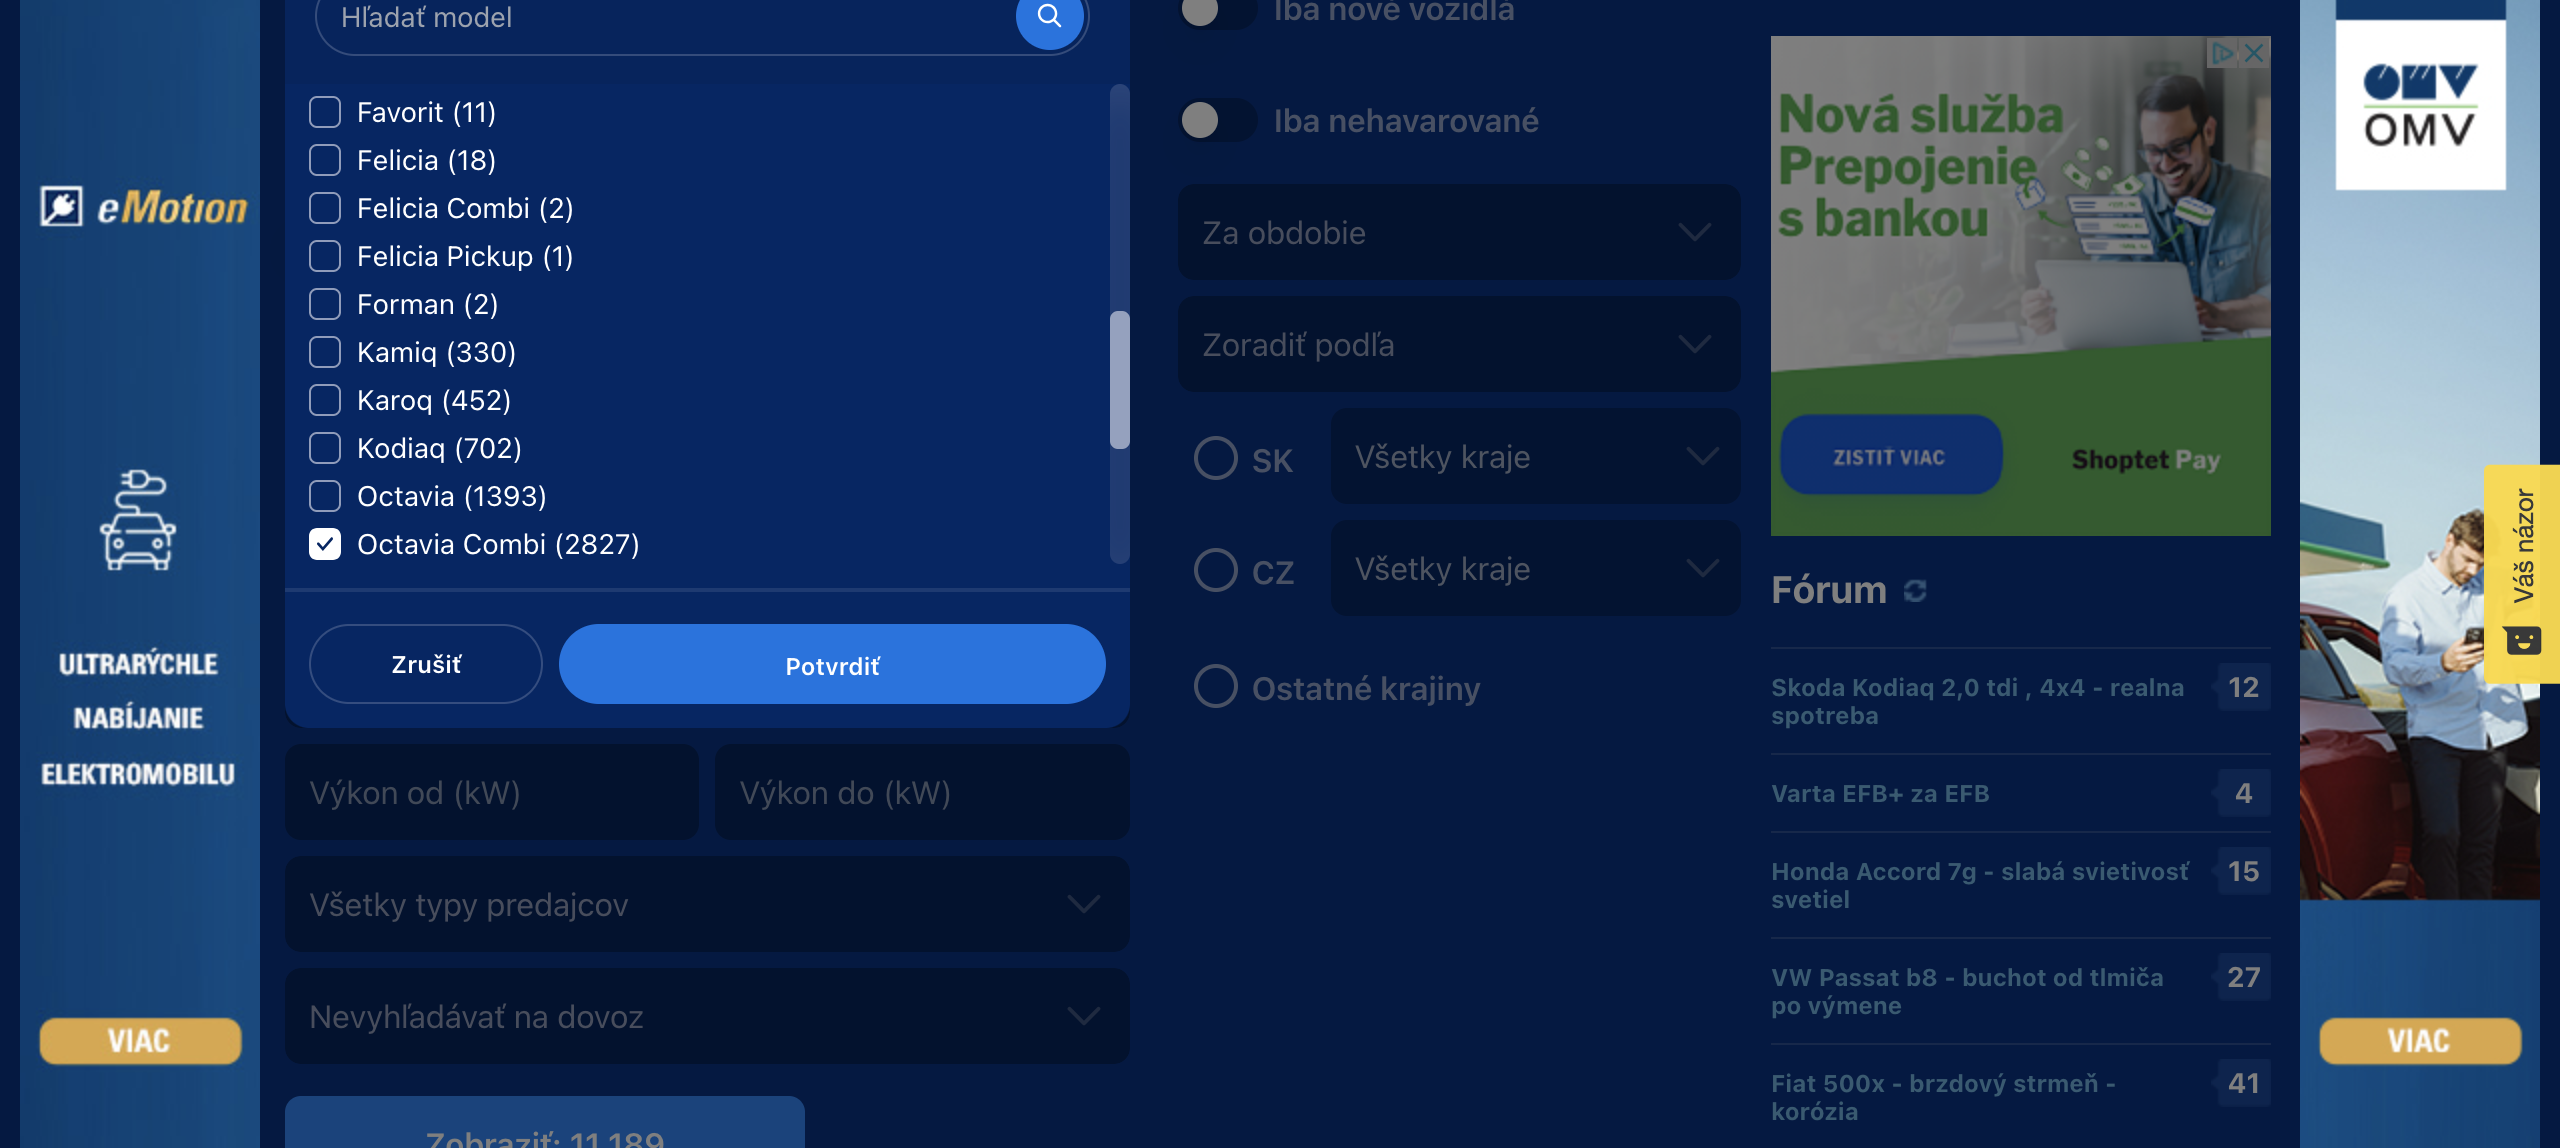 Hľadať model
Favorit (11)
Felicia (18)
Felicia Combi (2)
Felicia Pickup (1)
Forman (2)
Kamiq (330)
Karoq (452)
Kodiaq (702)
Octavia (1393)
Octavia Combi (2827)
Zrušiť
Potvrdiť
Výkon od (kW)
Výkon do (kW)
Všetky typy predajcov
Nevyhľadávať na dovoz
Zobraziť: 11 189
Iba nové vozidlá
Iba nehavarované
Za obdobie
Zoradiť podľa
SK
Všetky kraje
CZ
Všetky kraje
Ostatné krajiny
eMotion
ULTRARÝCHLE
NABÍJANIE
ELEKTROMOBILU
VIAC
Nová služba
Prepojenie
s bankou
ZISTIŤ VIAC
Shoptet Pay
Fórum
Skoda Kodiaq 2,0 tdi , 4x4 - realna
spotreba
12
Varta EFB+ za EFB
4
Honda Accord 7g - slabá svietivosť
svetiel
15
VW Passat b8 - buchot od tlmiča
po výmene
27
Fiat 500x - brzdový strmeň -
korózia
41
OMV
OMV
Váš názor
VIAC